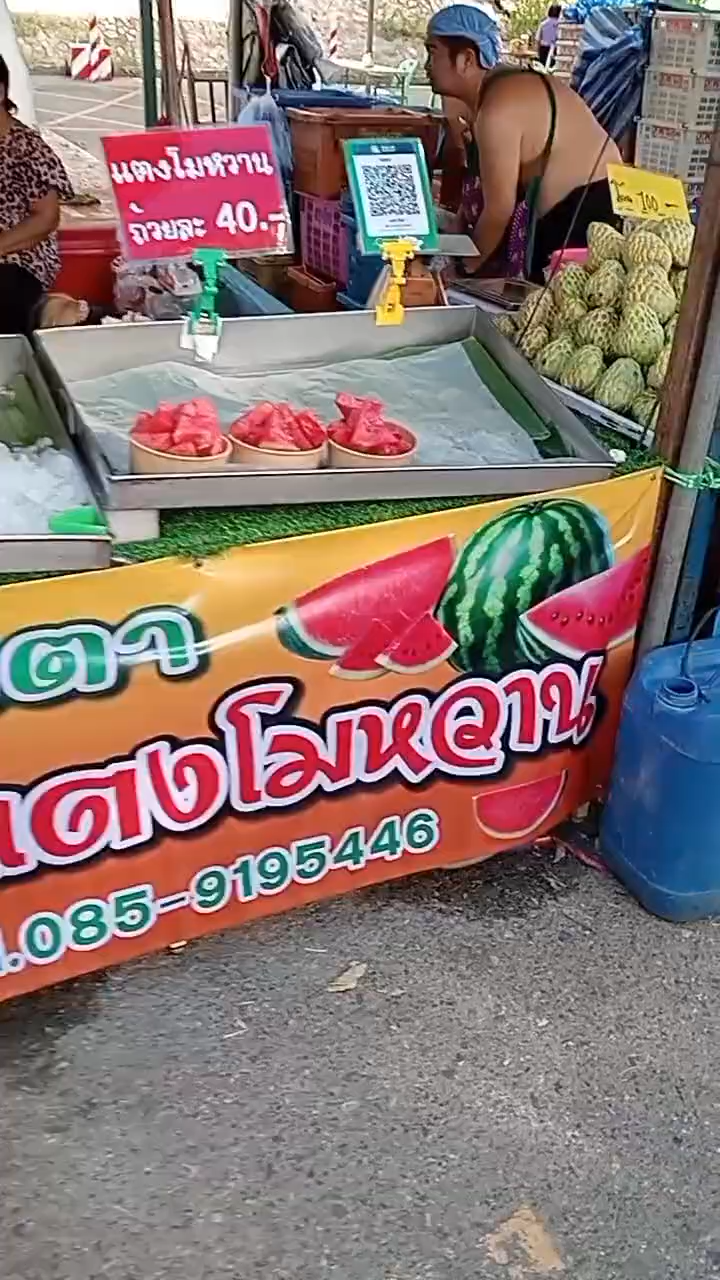 แตงโมหวาน
ถ้วยละ 40.-
100
ตา
แตงโมหวาน
.085-9195446